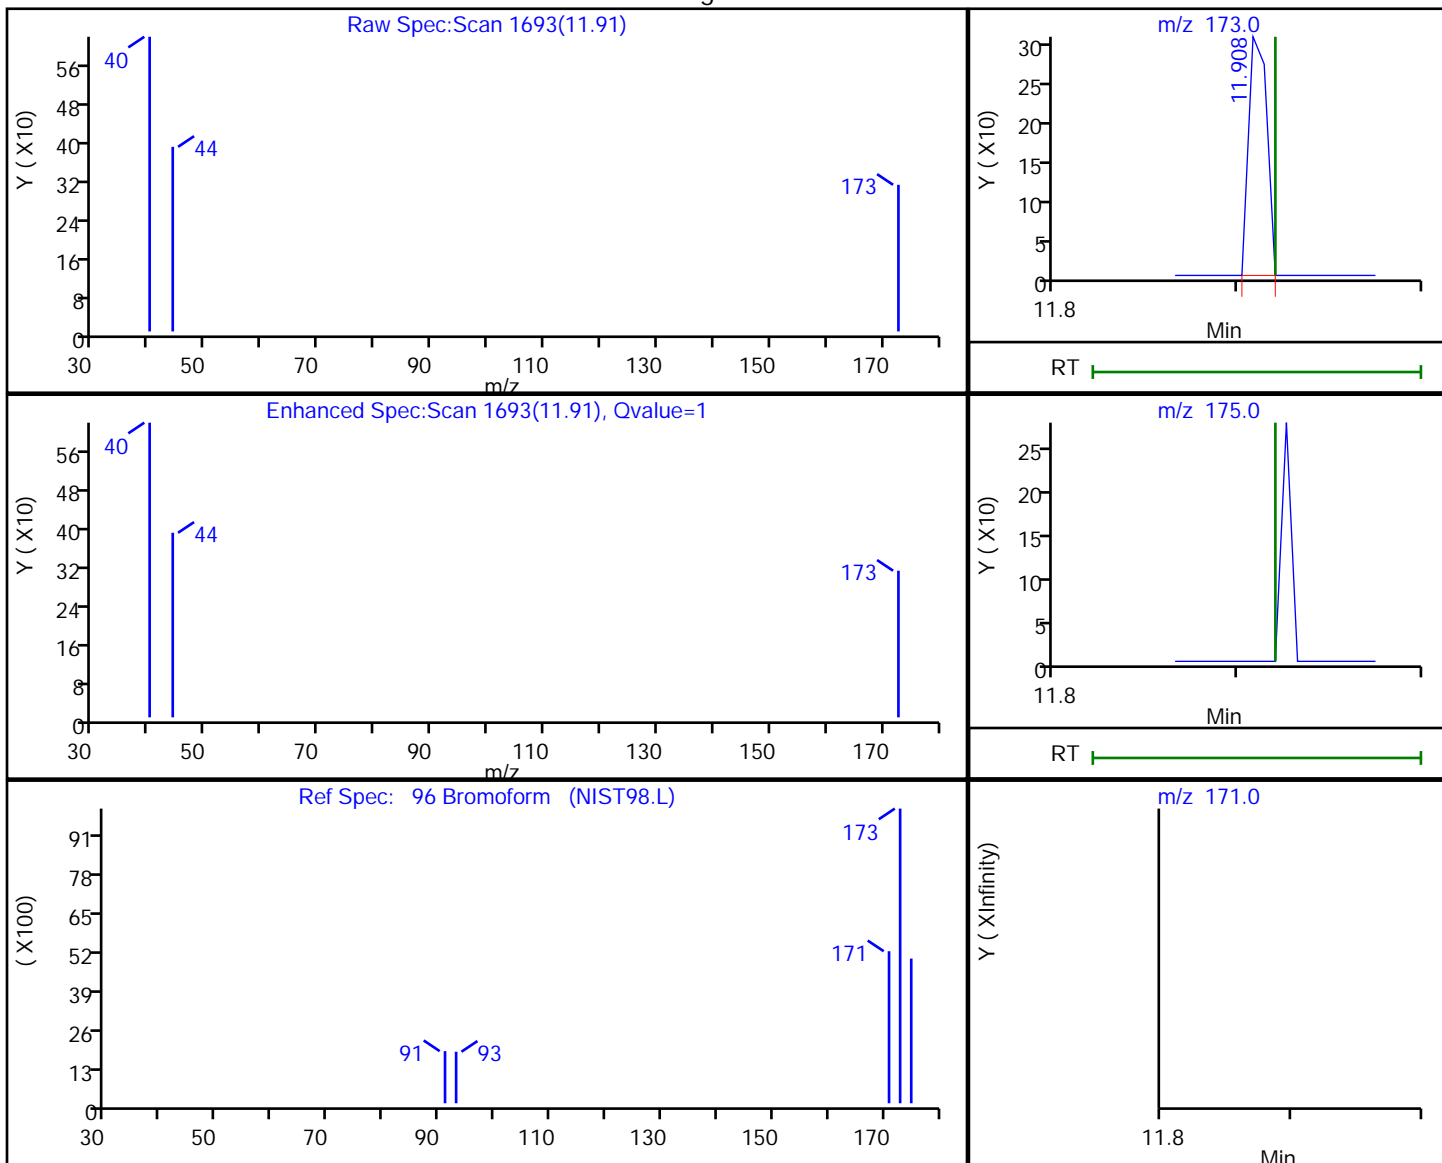 Raw Spec:Scan 1693(11.91)
Y ( X10)
56
48
40
32
24
16
8
0
40
44
173
30 50 70 90 110 130 150 170
m/z
m/z 173.0
Y ( X10)
30
25
20
15
10
5
0
11.908
11.8
Min
RT
Enhanced Spec:Scan 1693(11.91), Qvalue=1
Y ( X10)
56
48
40
32
24
16
8
0
40
44
173
30 50 70 90 110 130 150 170
m/z
m/z 175.0
Y ( X10)
25
20
15
10
5
0
11.8
Min
RT
Ref Spec: 96 Bromoform (NIST98.L)
( X100)
91
78
65
52
39
26
13
0
91
93
171
173
30 50 70 90 110 130 150 170
m/z 171.0
Y ( XInfinity)
11.8
Min